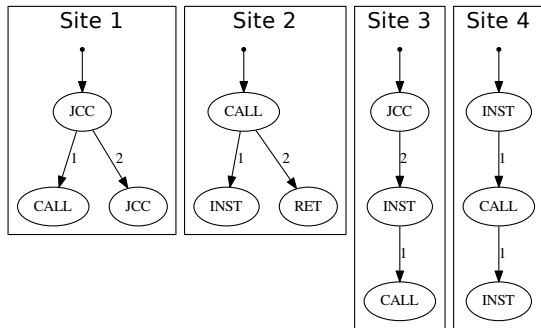 Site 1
JCC
1
2
CALL
JCC
Site 2
CALL
1
2
INST
RET
Site 3
JCC
2
INST
1
CALL
Site 4
INST
1
CALL
1
INST